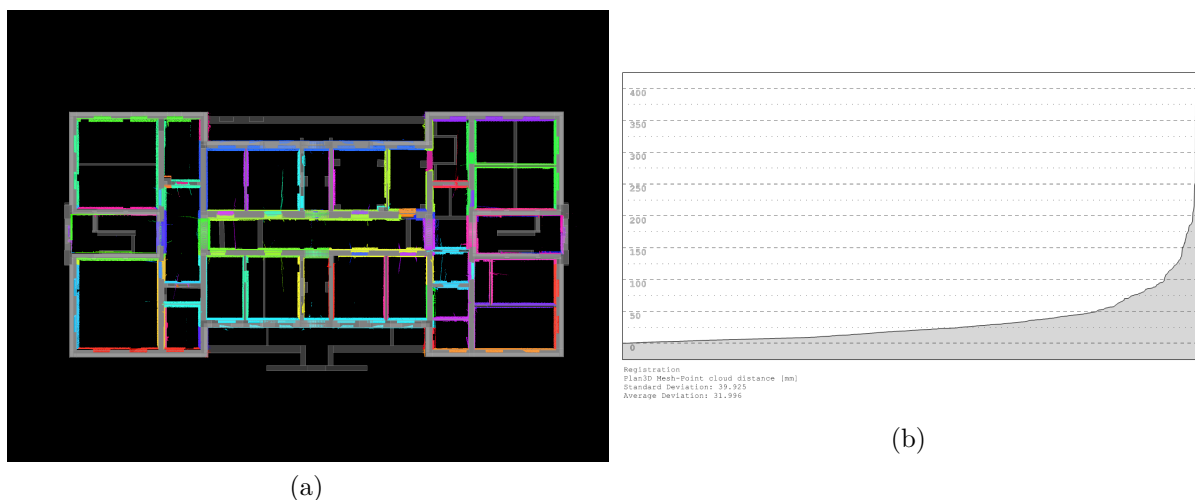 400
350
300
250
200
150
100
50
0
Registration
Plan3D Mesh-Point cloud distance [mm]
Standard Deviation: 39.925
Average Deviation: 31.996
(b)
(a)